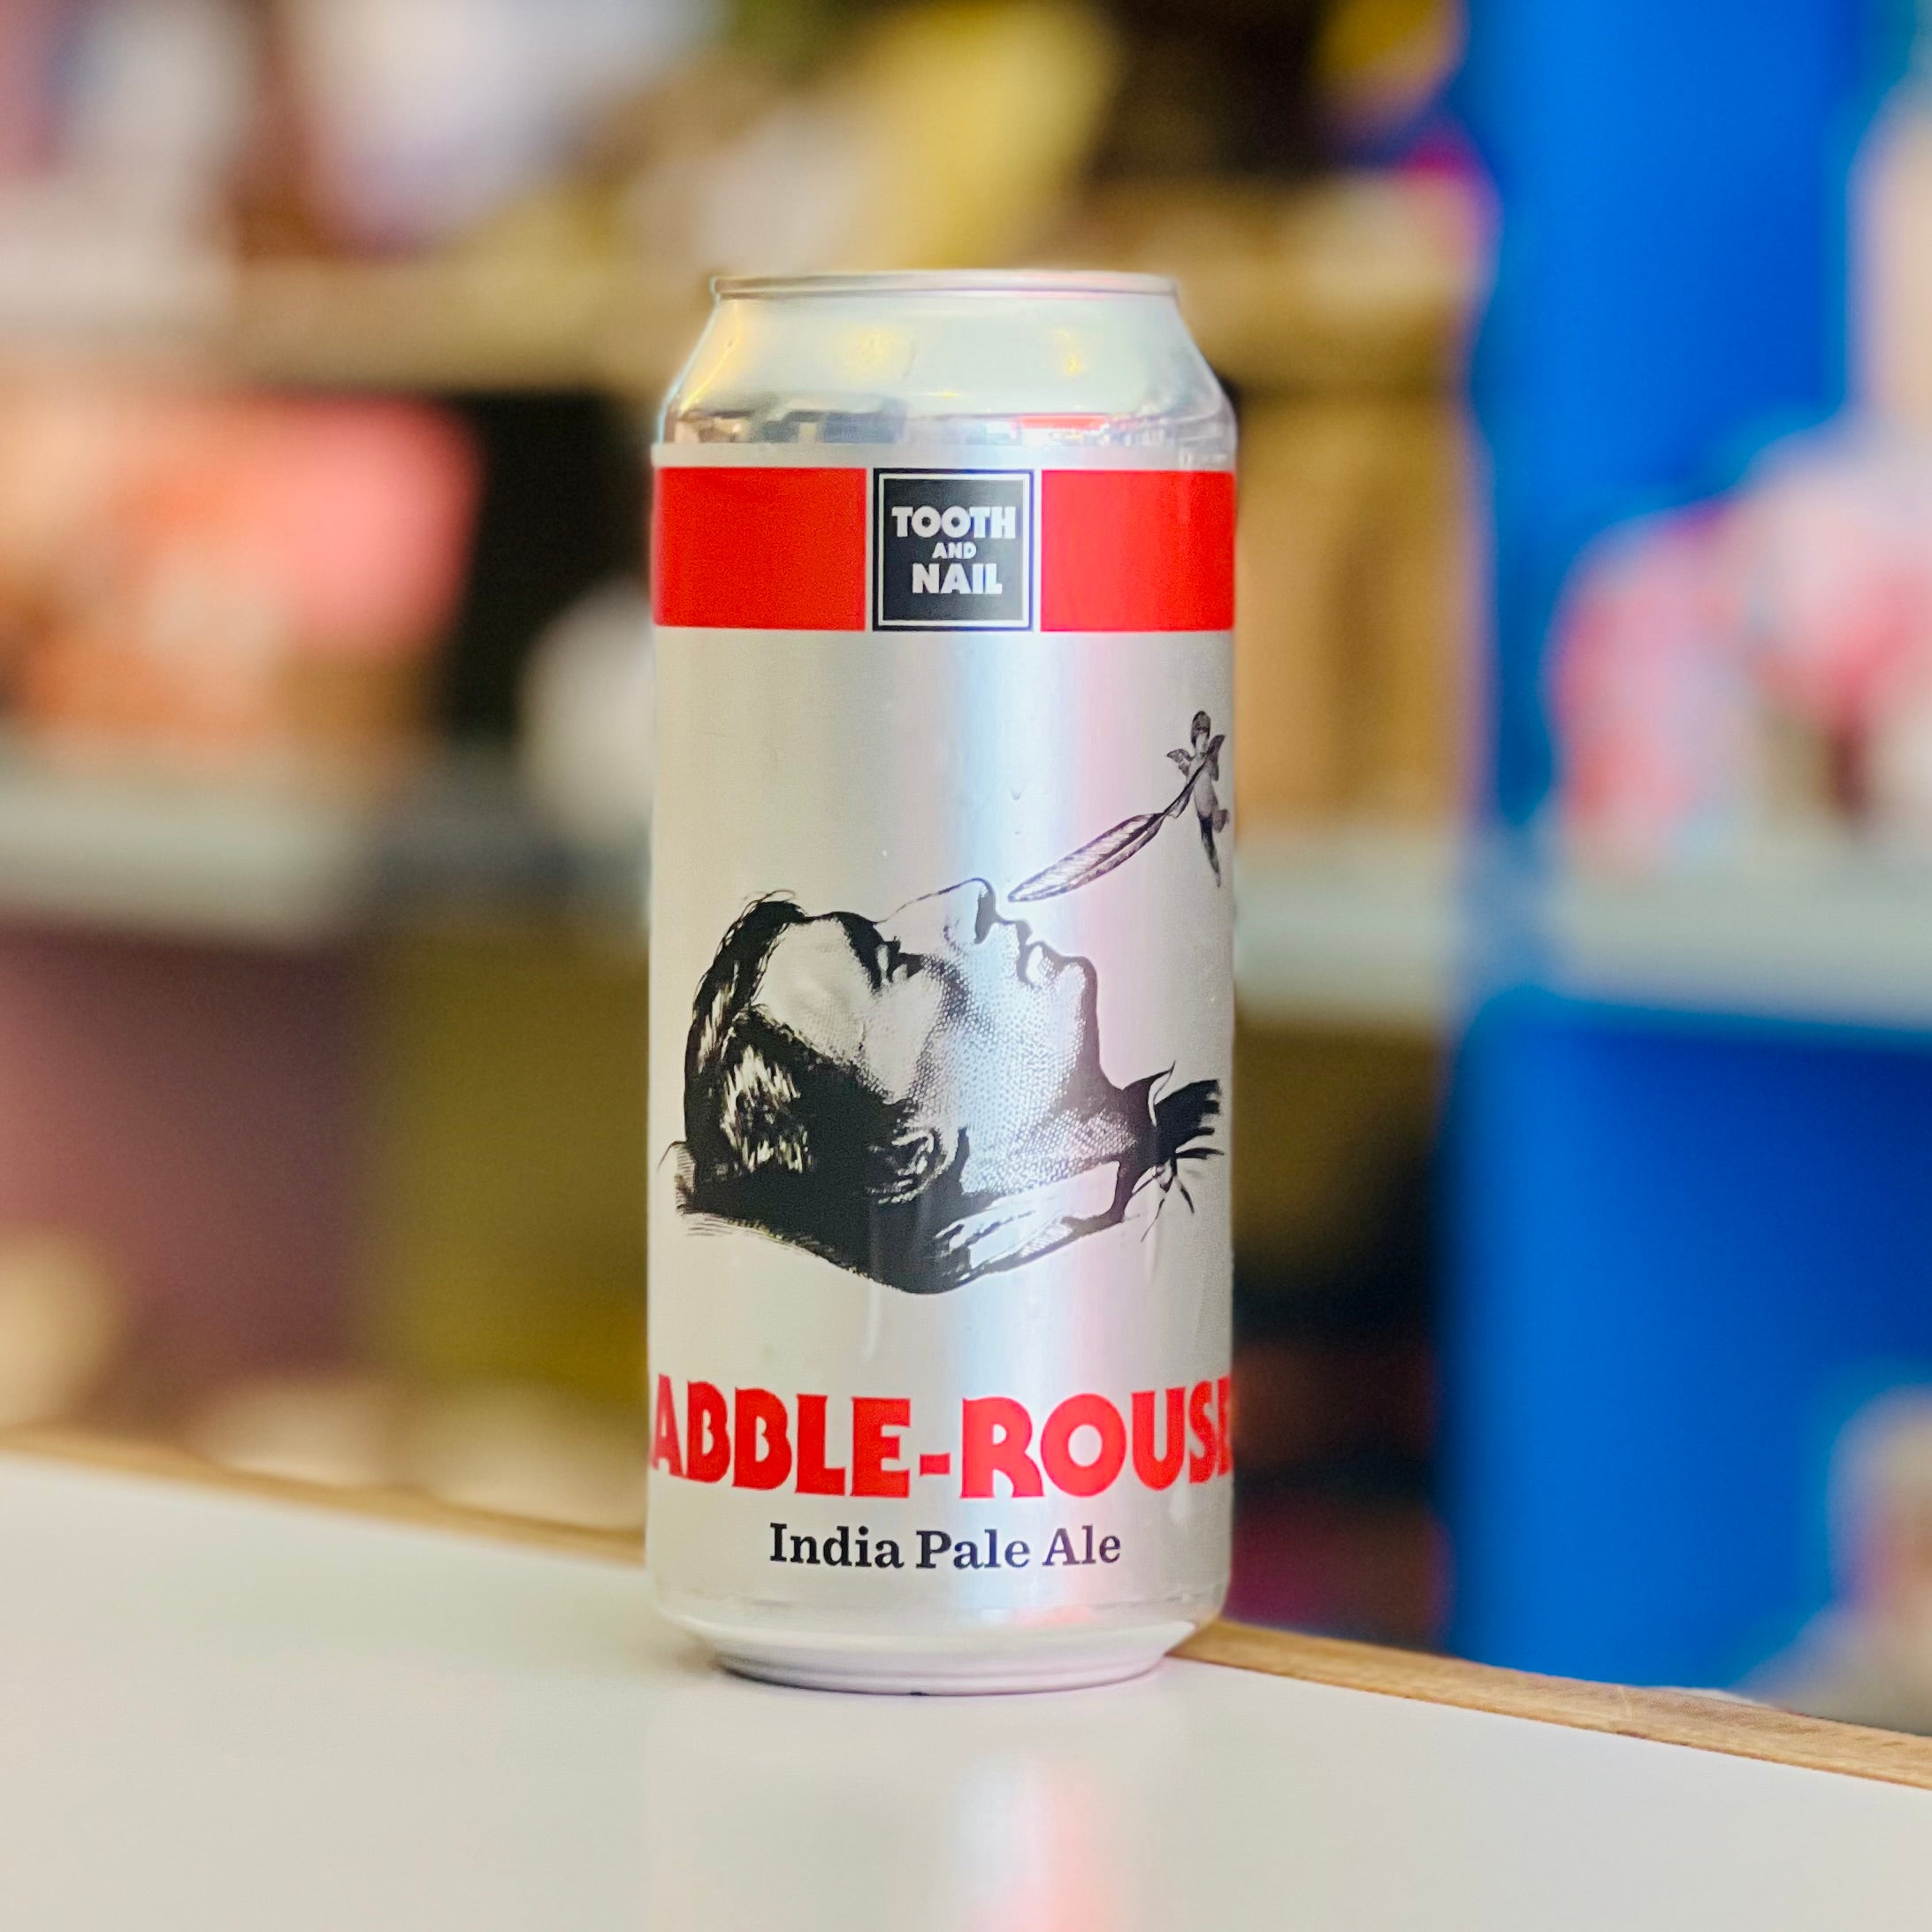 TOOTH
AND
NAIL
ABBLE-ROUSE
India Pale Ale